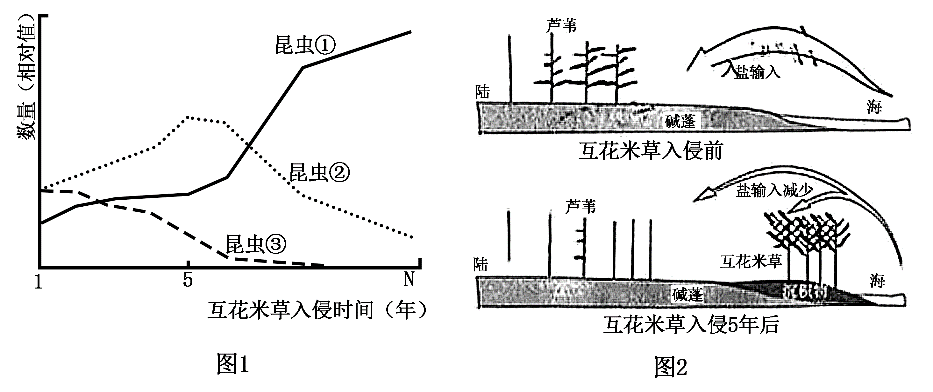 数量（相对值）
昆虫①
昆虫②
昆虫③
1
5
N
互花米草入侵时间（年）
图1
芦苇
盐输入
陆
海
碱蓬
互花米草入侵前
盐输入减少
芦苇
陆
互花米草
海
碱蓬
互花米草入侵5年后
图2